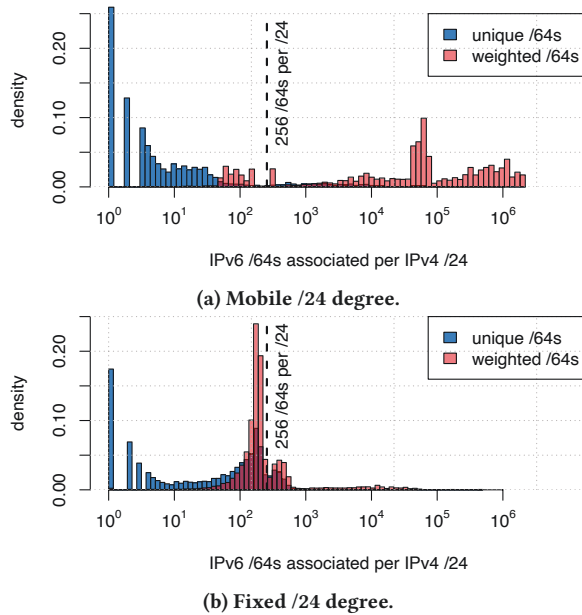 unique /64s
weighted /64s
256 /64s per /24
density
0.00 0.10 0.20
10^0 10^1 10^2 10^3 10^4 10^5 10^6
IPv6 /64s associated per IPv4 /24
(a) Mobile /24 degree.
unique /64s
weighted /64s
256 /64s per /24
density
0.00 0.10 0.20
10^0 10^1 10^2 10^3 10^4 10^5 10^6
IPv6 /64s associated per IPv4 /24
(b) Fixed /24 degree.